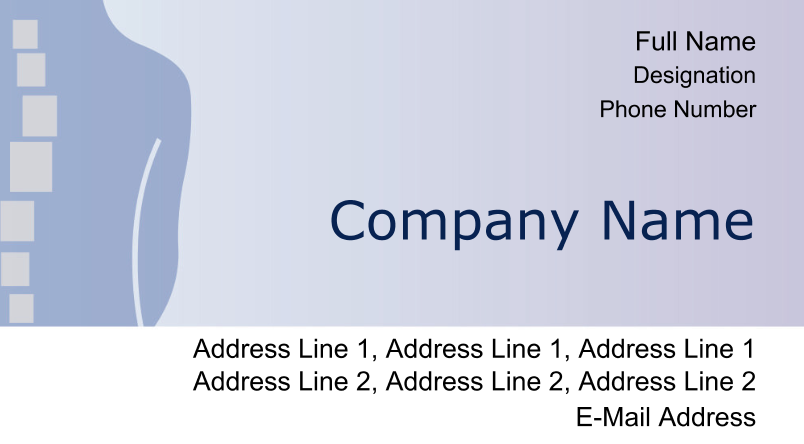 Full Name
Designation
Phone Number
Company Name
Address Line 1, Address Line 1, Address Line 1
Address Line 2, Address Line 2, Address Line 2
E-Mail Address